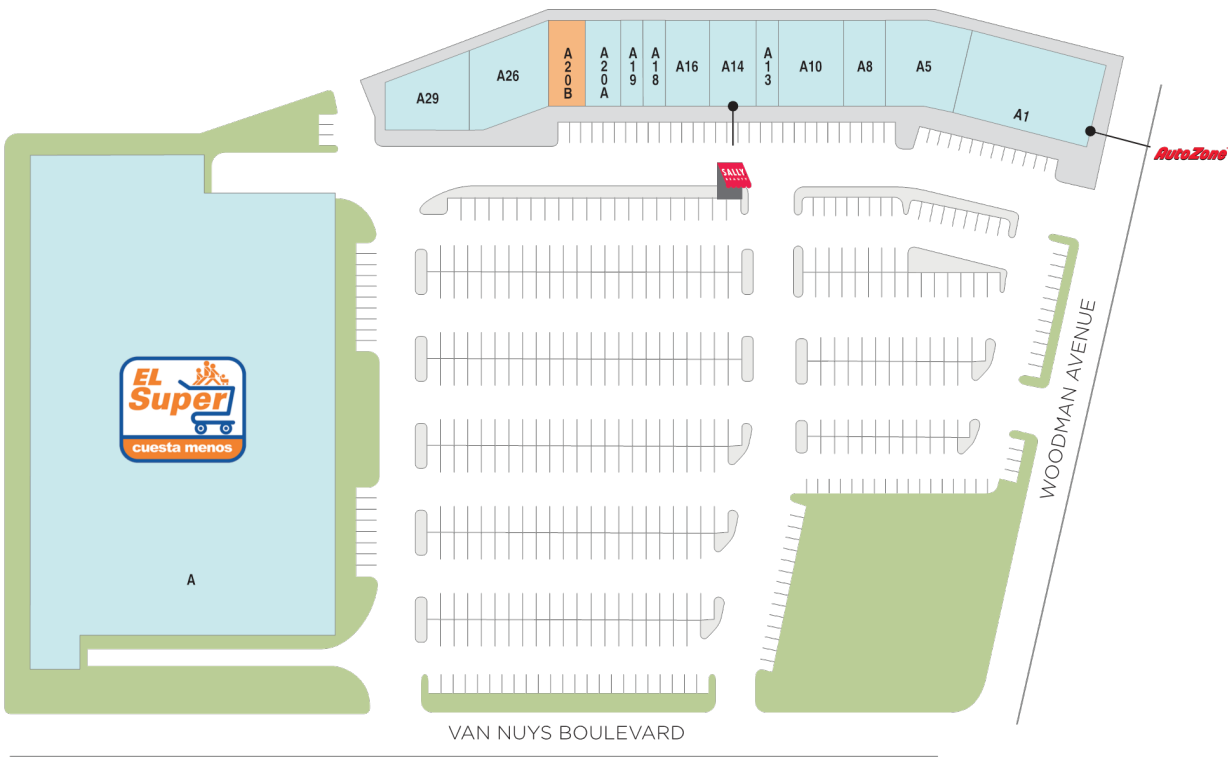 A29
A26
A20B
A20A
A19
A18
A16
A14
A13
A10
A8
A5
A1
AutoZone
SALLY
BEAUTY
EL
Super
cuesta menos
A
WOODMAN AVENUE
VAN NUYS BOULEVARD